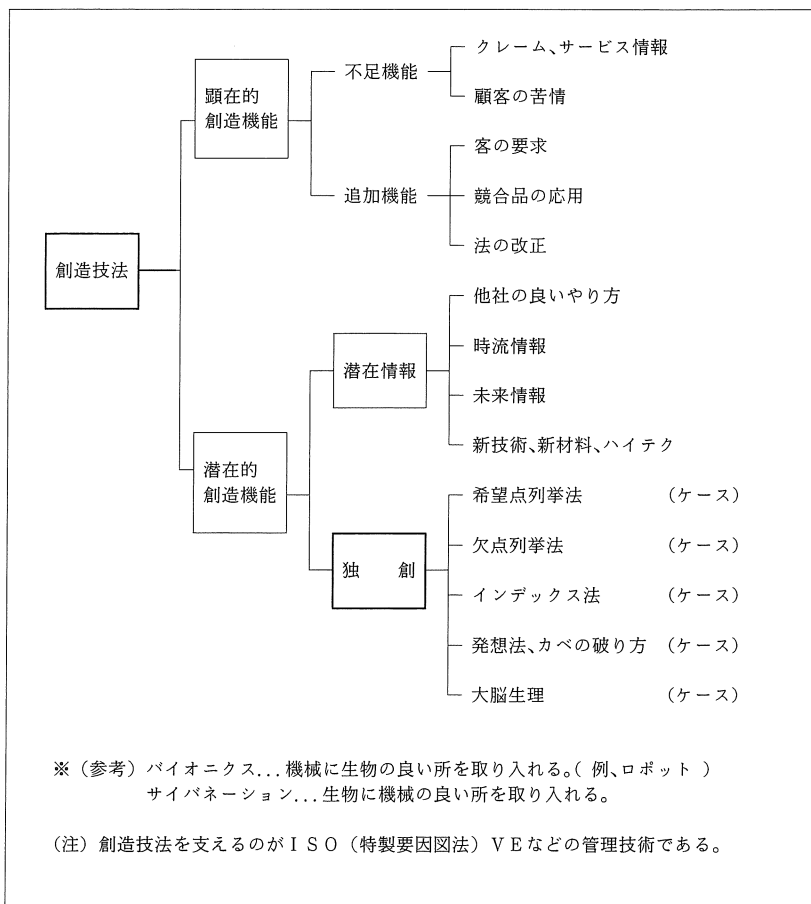 創造技法
顕在的
創造機能
不足機能
クレーム、サービス情報
顧客の苦情
追加機能
客の要求
競合品の応用
法の改正
潜在的
創造機能
潜在情報
他社の良いやり方
時流情報
未来情報
新技術、新材料、ハイテク
独　創
希望点列挙法　（ケース）
欠点列挙法　（ケース）
インデックス法　（ケース）
発想法、カベの破り方　（ケース）
大脳生理　（ケース）
※（参考）バイオニクス...機械に生物の良い所を取り入れる。( 例、ロボット )
サイバネーション...生物に機械の良い所を取り入れる。
（注）創造技法を支えるのがＩＳＯ（特製要因図法）ＶＥなどの管理技術である。